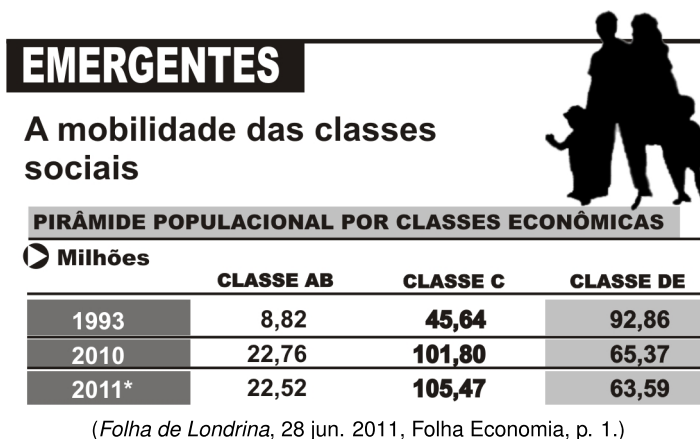 EMERGENTES
A mobilidade das classes
sociais
PIRÂMIDE POPULACIONAL POR CLASSES ECONÔMICAS
Milhões
CLASSE AB CLASSE C CLASSE DE
1993 8,82 45,64 92,86
2010 22,76 101,80 65,37
2011* 22,52 105,47 63,59
(Folha de Londrina, 28 jun. 2011, Folha Economia, p. 1.)